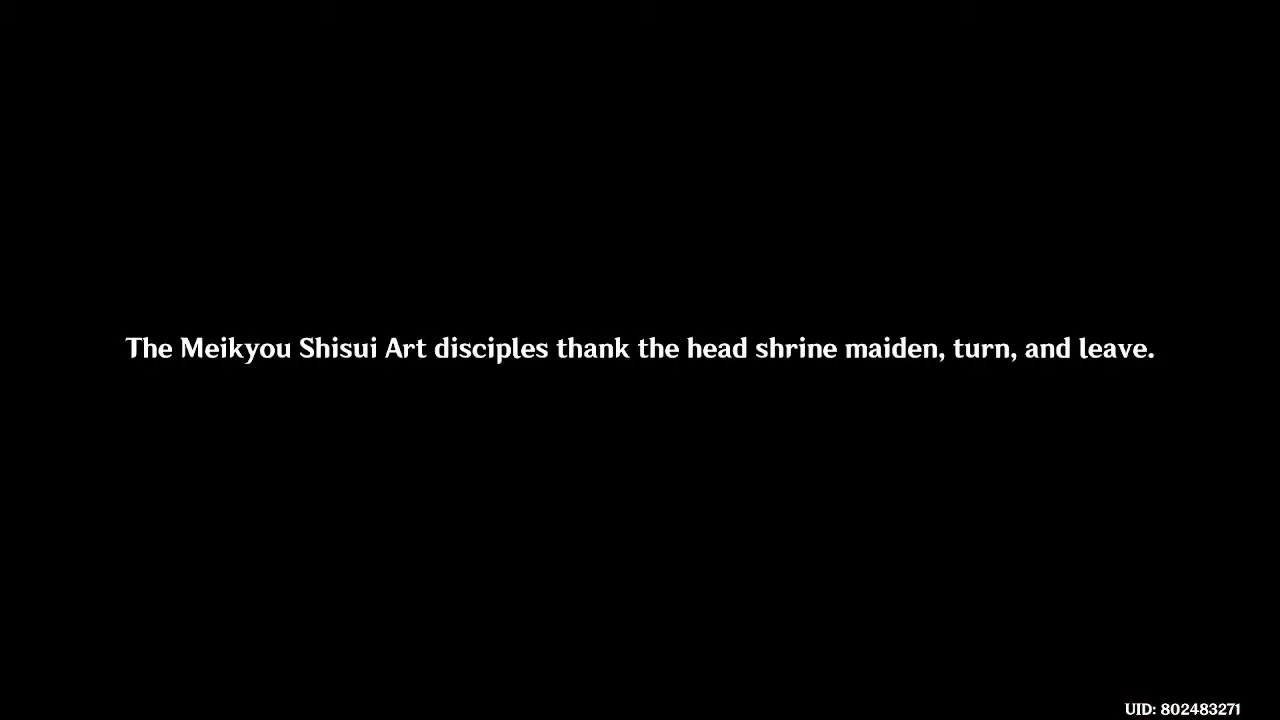 The Meikyou Shisui Art disciples thank the head shrine maiden, turn, and leave.
UID: 802483271